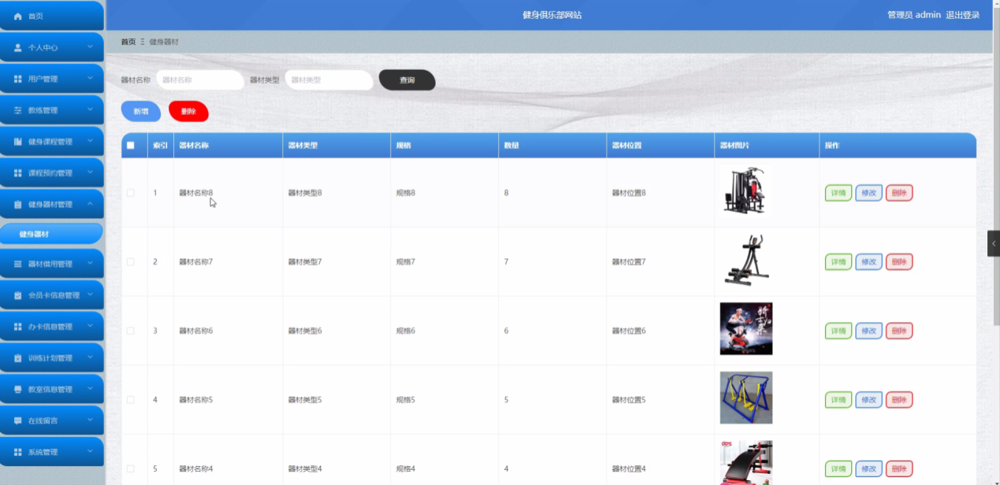 健身俱乐部网站
管理员 admin 退出登录
首页
个人中心
用户管理
教练管理
健身课程管理
课程预约管理
健身器材管理
健身器材
器材借用管理
会员卡信息管理
办卡信息管理
训练计划管理
教室信息管理
在线留言
系统管理
首页 Ξ 健身器材
器材名称 器材名称 器材类型 器材类型 查询
新增 删除
索引 器材名称 器材类型 规格 数量 器材位置 器材图片 操作
1 器材名称8 器材类型8 规格8 8 器材位置8 详情 修改 删除
2 器材名称7 器材类型7 规格7 7 器材位置7 详情 修改 删除
3 器材名称6 器材类型6 规格6 6 器材位置6 详情 修改 删除
4 器材名称5 器材类型5 规格5 5 器材位置5 详情 修改 删除
5 器材名称4 器材类型4 规格4 4 器材位置4 详情 修改 删除